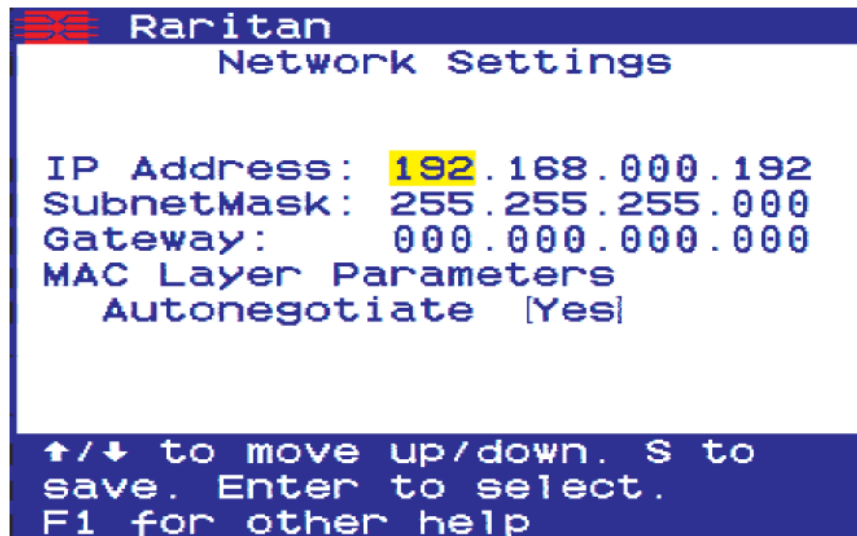 Raritan
Network Settings
IP Address: 192.168.000.192
SubnetMask: 255.255.255.000
Gateway: 000.000.000.000
MAC Layer Parameters
Autonegotiate [Yes]
↑/↓ to move up/down. S to
save. Enter to select.
F1 for other help